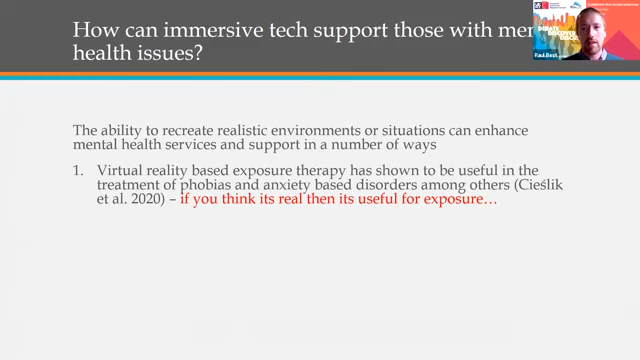 How can immersive tech support those with men
health issues?
The ability to recreate realistic environments or situations can enhance
mental health services and support in a number of ways
1. Virtual reality based exposure therapy has shown to be useful in the
treatment of phobias and anxiety based disorders among others (Cieślik
et al. 2020) – if you think its real then its useful for exposure…
Paul Best